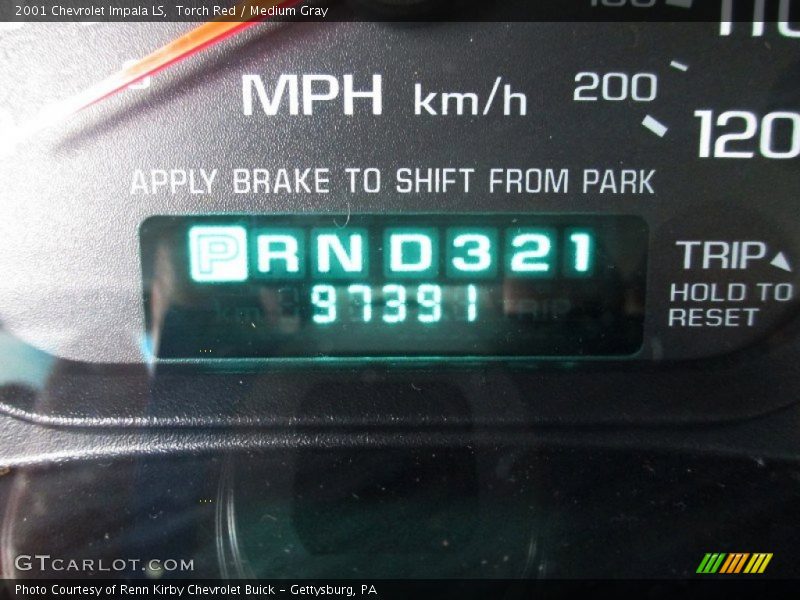 2001 Chevrolet Impala LS,  Torch Red / Medium Gray
110
MPH km/h 200
120
APPLY BRAKE TO SHIFT FROM PARK
P R N D 3 2 1
TRIP
97391
HOLD TO
RESET
GTCARLOT.COM
Photo Courtesy of Renn Kirby Chevrolet Buick - Gettysburg, PA